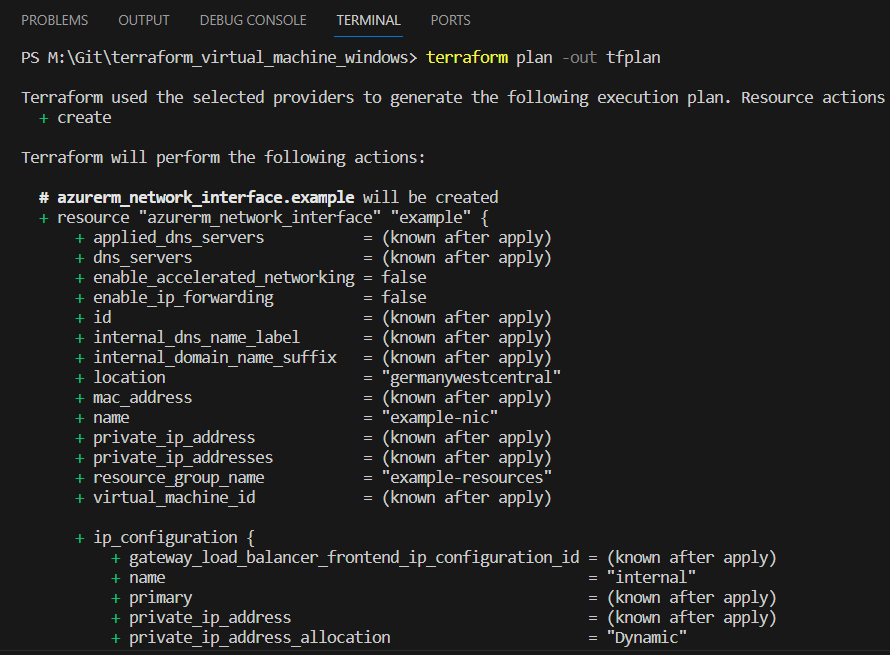 PROBLEMS OUTPUT DEBUG CONSOLE TERMINAL PORTS
PS M:\Git\terraform_virtual_machine_windows> terraform plan -out tfplan
Terraform used the selected providers to generate the following execution plan. Resource actions
+ create
Terraform will perform the following actions:
# azurerm_network_interface.example will be created
+ resource "azurerm_network_interface" "example" {
+ applied_dns_servers = (known after apply)
+ dns_servers = (known after apply)
+ enable_accelerated_networking = false
+ enable_ip_forwarding = false
+ id = (known after apply)
+ internal_dns_name_label = (known after apply)
+ internal_domain_name_suffix = (known after apply)
+ location = "germanywestcentral"
+ mac_address = (known after apply)
+ name = "example-nic"
+ private_ip_address = (known after apply)
+ private_ip_addresses = (known after apply)
+ resource_group_name = "example-resources"
+ virtual_machine_id = (known after apply)
+ ip_configuration {
+ gateway_load_balancer_frontend_ip_configuration_id = (known after apply)
+ name = "internal"
+ primary = (known after apply)
+ private_ip_address = (known after apply)
+ private_ip_address_allocation = "Dynamic"